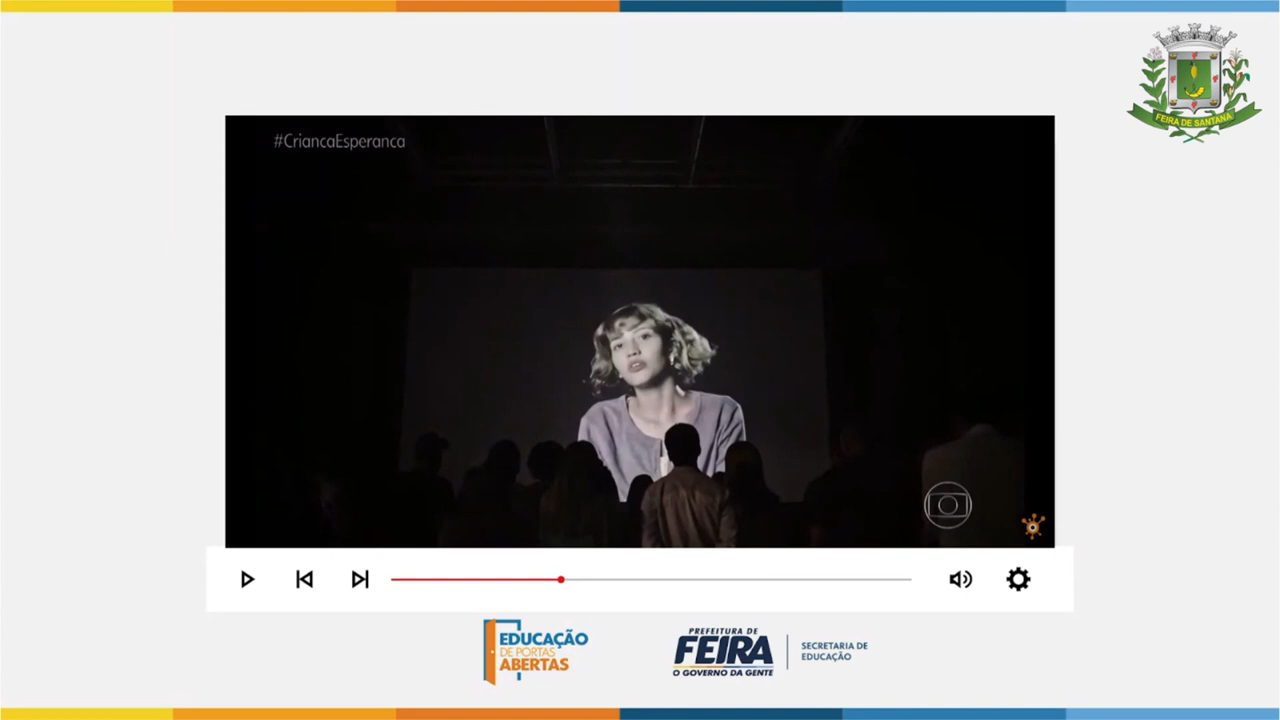 #CriancaEsperanca
FEIRA DE SANTANA
EDUCAÇÃO
DE PORTAS
ABERTAS
PREFEITURA DE
FEIRA
O GOVERNO DA GENTE
SECRETARIA DE
EDUCAÇÃO